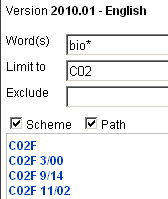 Version 2010.01 - English
Word(s) bio*
Limit to C02
Exclude
Scheme Path
C02F
C02F 3/00
C02F 9/14
C02F 11/02